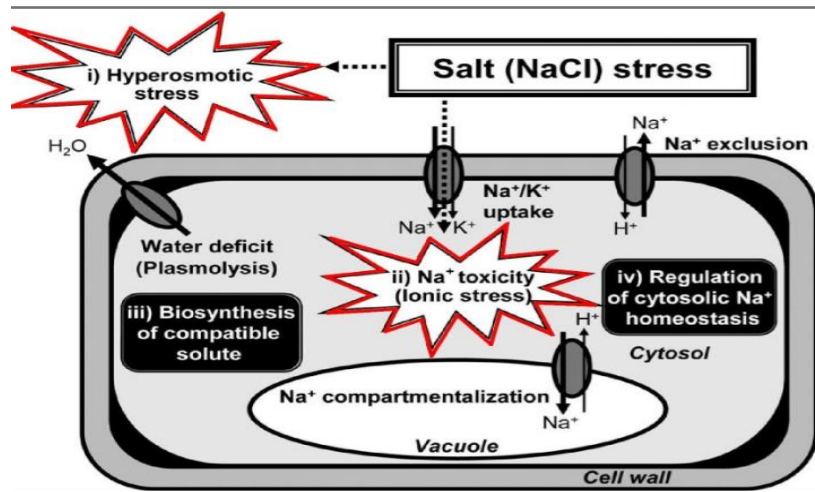 Salt (NaCl) stress
i) Hyperosmotic
stress
H₂O
Na⁺
Na⁺ exclusion
H⁺
Na⁺/K⁺
uptake
Na⁺
K⁺
Water deficit
(Plasmolysis)
ii) Na⁺ toxicity
(Ionic stress)
iii) Biosynthesis
of compatible
solute
iv) Regulation
of cytosolic Na⁺
homeostasis
H⁺
Cytosol
Na⁺ compartmentalization
Na⁺
Vacuole
Cell wall